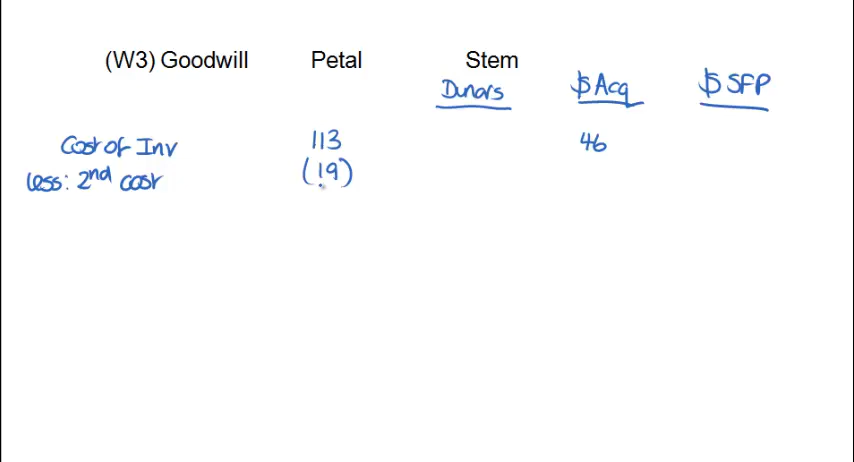 (W3) Goodwill Petal Stem
Dinars $ Acq $ SFP
Cost of Inv 113 46
Less: 2nd cost (19)